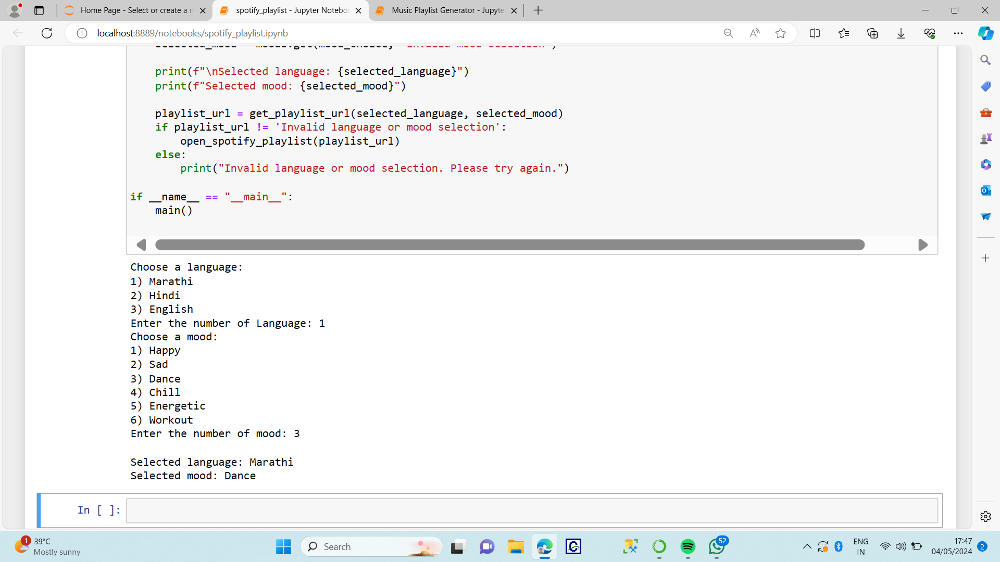 Home Page - Select or create a n
spotify_playlist - Jupyter Notebo
Music Playlist Generator - Jupyte
localhost:8889/notebooks/spotify_playlist.ipynb
selected_mood = moods.get(mood_choice, 'Invalid mood selection')
print(f"\nSelected language: {selected_language}")
print(f"Selected mood: {selected_mood}")
playlist_url = get_playlist_url(selected_language, selected_mood)
if playlist_url != 'Invalid language or mood selection':
open_spotify_playlist(playlist_url)
else:
print("Invalid language or mood selection. Please try again.")
if __name__ == "__main__":
main()
Choose a language:
1) Marathi
2) Hindi
3) English
Enter the number of Language: 1
Choose a mood:
1) Happy
2) Sad
3) Dance
4) Chill
5) Energetic
6) Workout
Enter the number of mood: 3
Selected language: Marathi
Selected mood: Dance
In [ ]:
1
39°C
Mostly sunny
Search
52
ENG
IN
17:47
04/05/2024
2